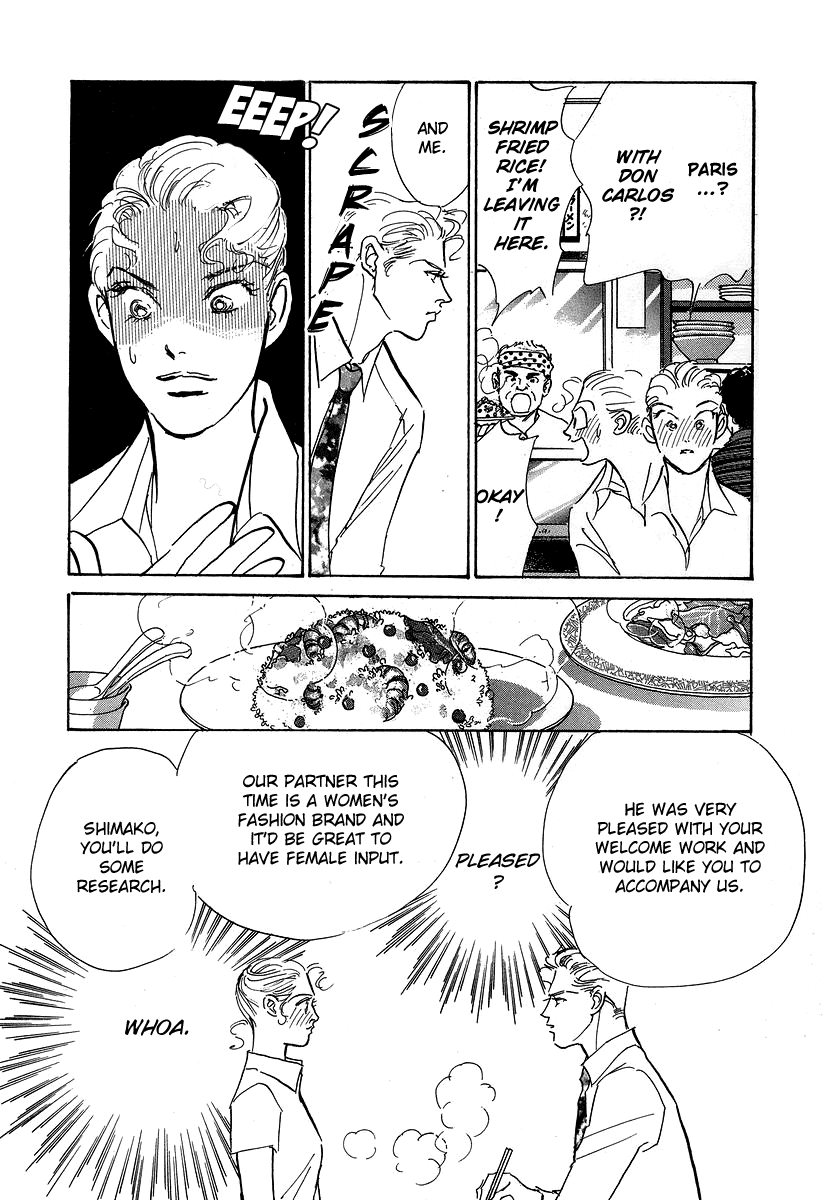 PARIS
...?
WITH
DON
CARLOS
?!
SHRIMP
FRIED
RICE!
I'M
LEAVING
IT
HERE.
OKAY
!
AND
ME.
SCRAPE
EEEP!
HE WAS VERY
PLEASED WITH YOUR
WELCOME WORK AND
WOULD LIKE YOU TO
ACCOMPANY US.
PLEASED
?
OUR PARTNER THIS
TIME IS A WOMEN'S
FASHION BRAND AND
IT'D BE GREAT TO
HAVE FEMALE INPUT.
SHIMAKO,
YOU'LL DO
SOME
RESEARCH.
WHOA.